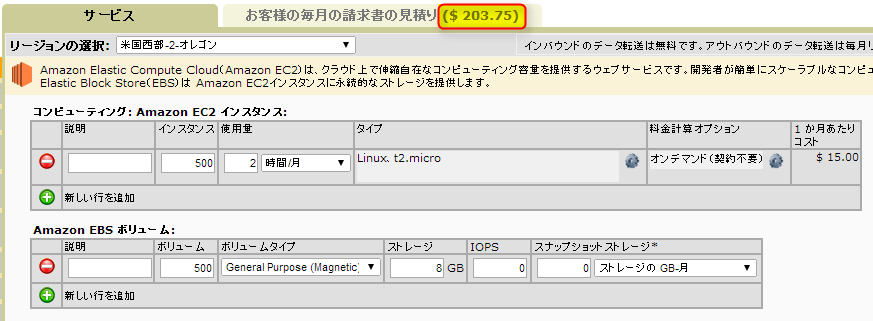 サービス
お客様の毎月の請求書の見積り ($ 203.75)
リージョンの選択: 米国西部-2-オレゴン
インバウンドのデータ転送は無料です。アウトバウンドのデータ転送は毎月リ
Amazon Elastic Compute Cloud(Amazon EC2)は、クラウド上で伸縮自在なコンピューティング容量を提供するウェブサービスです。開発者が簡単にスケーラブルなコンピュ
Elastic Block Store(EBS)は Amazon EC2インスタンスに永続的なストレージを提供します。
コンピューティング: Amazon EC2 インスタンス:
説明 インスタンス 使用量 タイプ 料金計算オプション 1 か月あたり
コスト
500 2 時間/月 Linux、t2.micro オンデマンド(契約不要) $ 15.00
新しい行を追加
Amazon EBS ボリューム:
説明 ボリューム ボリュームタイプ ストレージ IOPS スナップショットストレージ*
500 General Purpose (Magnetic) 8 GB 0 0 ストレージの GB-月
新しい行を追加